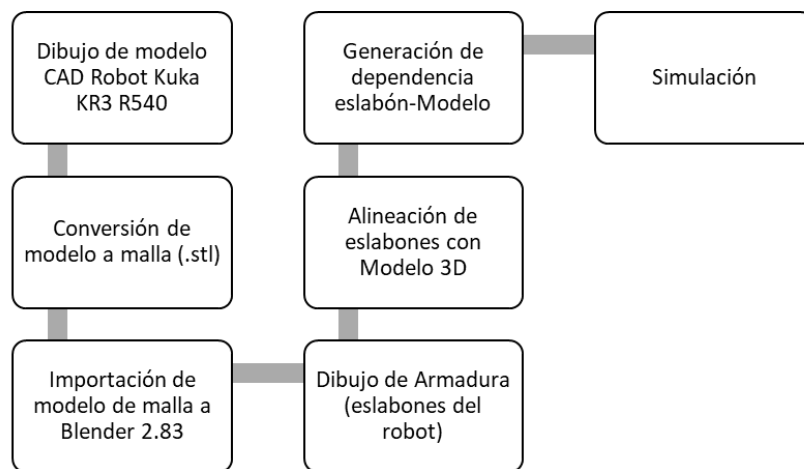 Dibujo de modelo
CAD Robot Kuka
KR3 R540
Conversión de
modelo a malla (.stl)
Importación de
modelo de malla a
Blender 2.83
Dibujo de Armadura
(eslabones del
robot)
Alineación de
eslabones con
Modelo 3D
Generación de
dependencia
eslabón-Modelo
Simulación